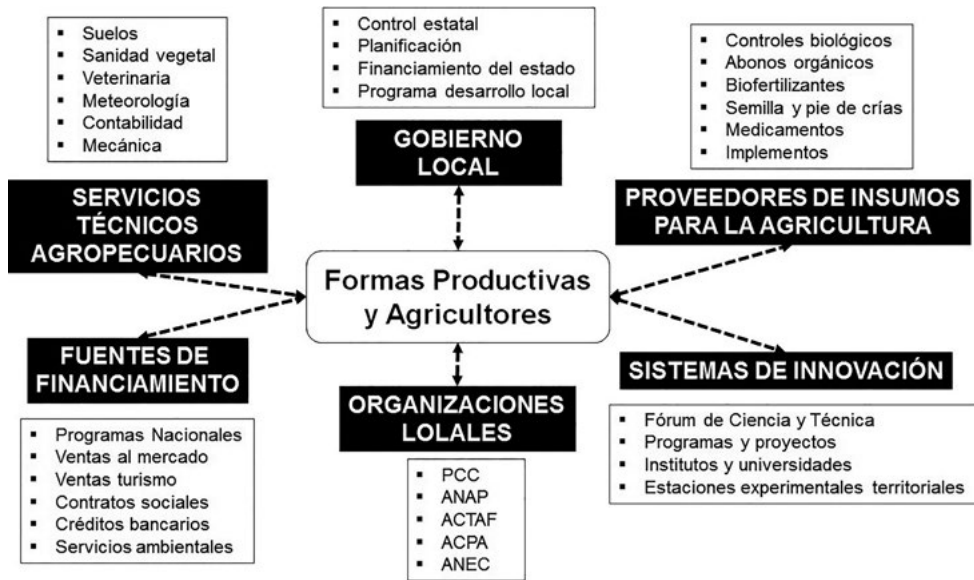 ▪ Suelos
▪ Sanidad vegetal
▪ Veterinaria
▪ Meteorología
▪ Contabilidad
▪ Mecánica
SERVICIOS
TÉCNICOS
AGROPECUARIOS
▪ Control estatal
▪ Planificación
▪ Financiamiento del estado
▪ Programa desarrollo local
GOBIERNO
LOCAL
▪ Controles biológicos
▪ Abonos orgánicos
▪ Biofertilizantes
▪ Semilla y pie de crías
▪ Medicamentos
▪ Implementos
PROVEEDORES DE INSUMOS
PARA LA AGRICULTURA
Formas Productivas
y Agricultores
FUENTES DE
FINANCIAMIENTO
▪ Programas Nacionales
▪ Ventas al mercado
▪ Ventas turismo
▪ Contratos sociales
▪ Créditos bancarios
▪ Servicios ambientales
ORGANIZACIONES
LOLALES
▪ PCC
▪ ANAP
▪ ACTAF
▪ ACPA
▪ ANEC
SISTEMAS DE INNOVACIÓN
▪ Fórum de Ciencia y Técnica
▪ Programas y proyectos
▪ Institutos y universidades
▪ Estaciones experimentales territoriales